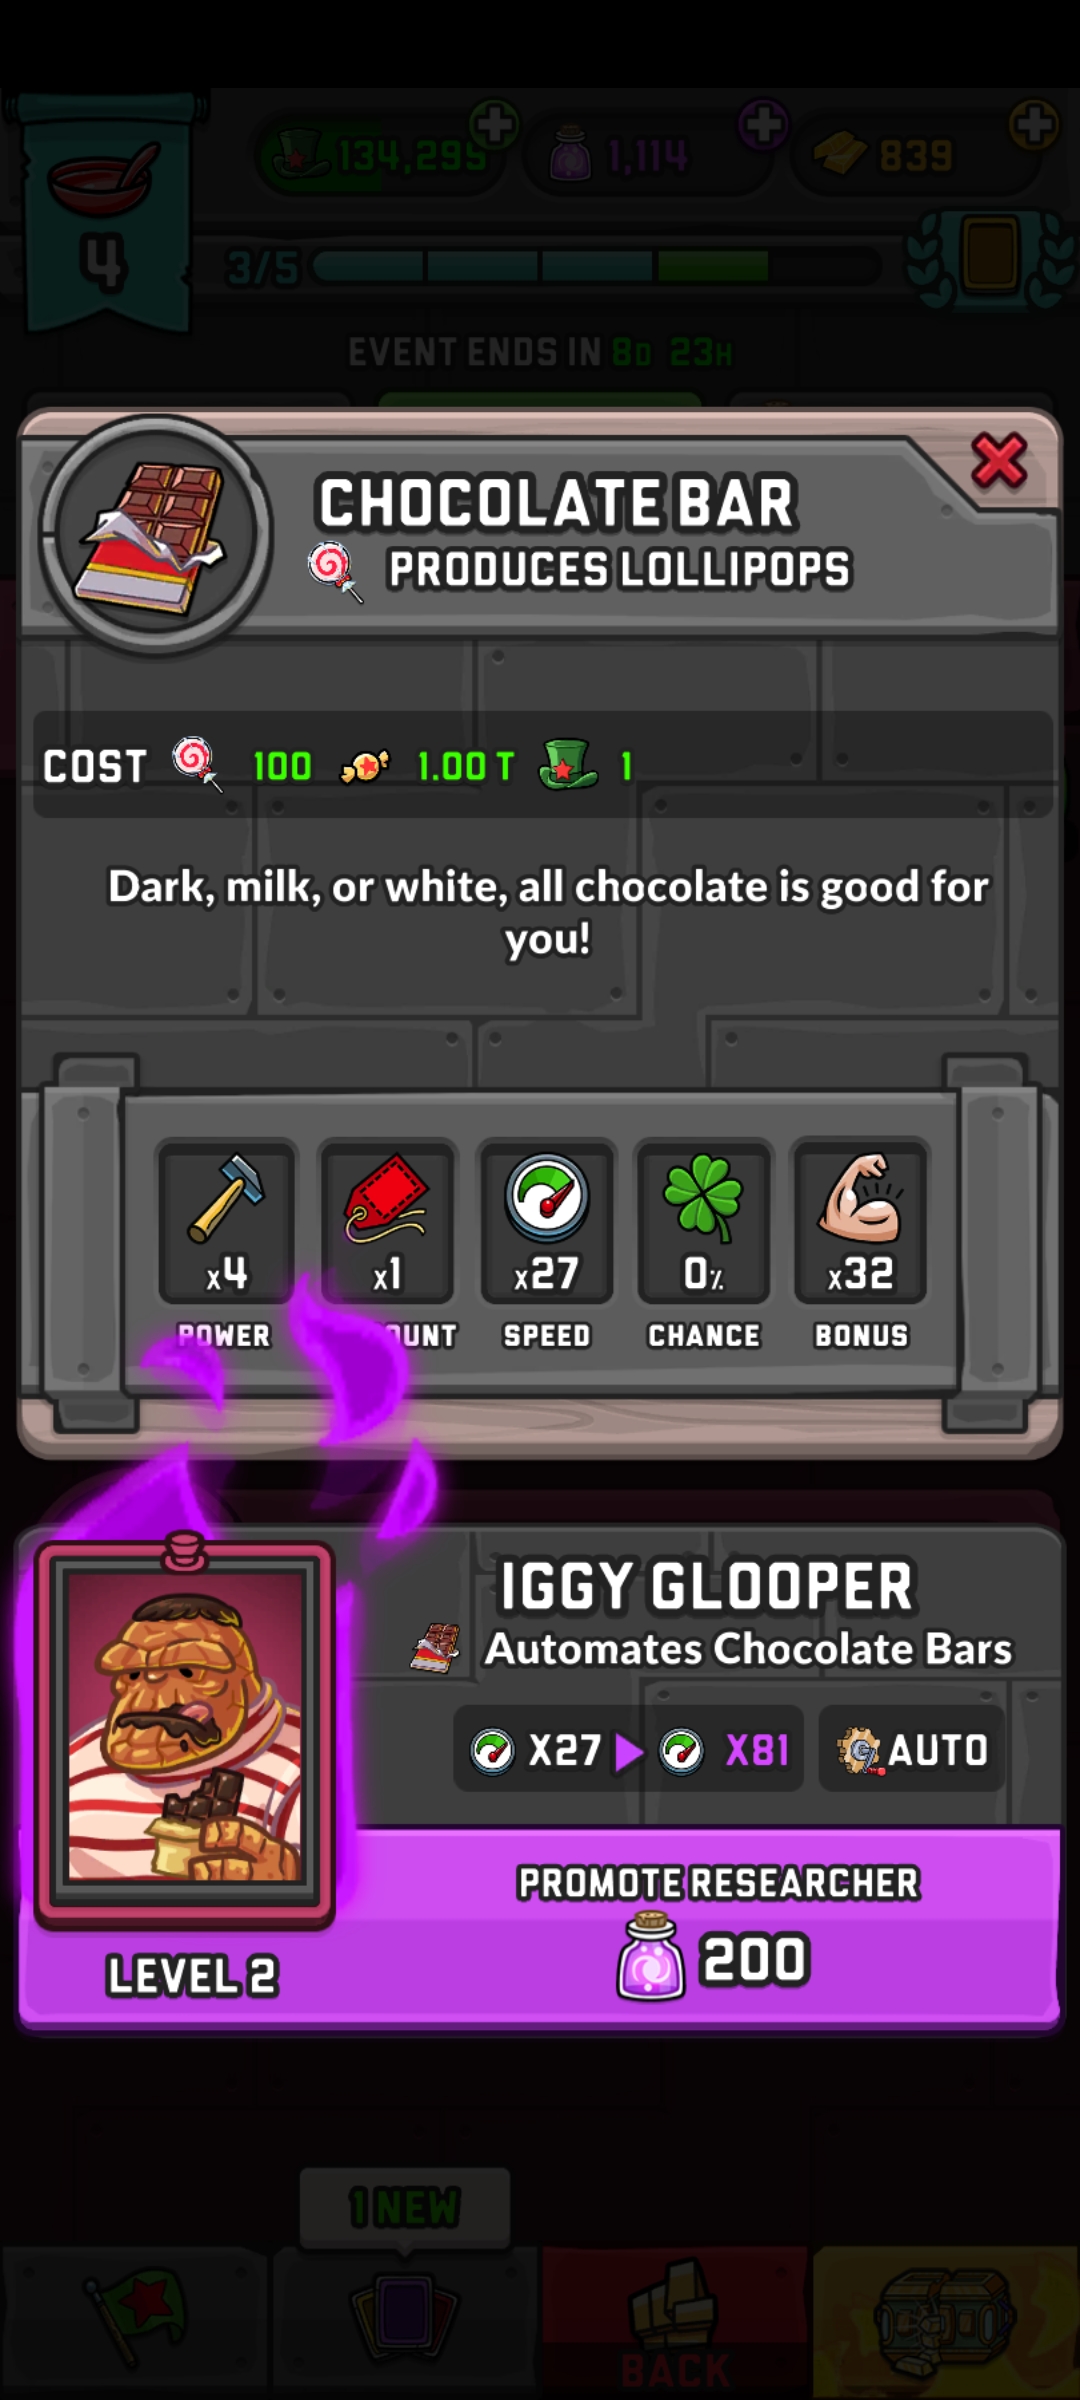 134,295 1,114 839
4
3/5
EVENT ENDS IN 8D 23H
CHOCOLATE BAR
PRODUCES LOLLIPOPS
COST 100 1.00 T 1
Dark, milk, or white, all chocolate is good for
you!
x4 x1 x27 0% x32
POWER OUNT SPEED CHANCE BONUS
IGGY GLOOPER
Automates Chocolate Bars
X27 X81 AUTO
PROMOTE RESEARCHER
200
LEVEL 2
1 NEW
BACK